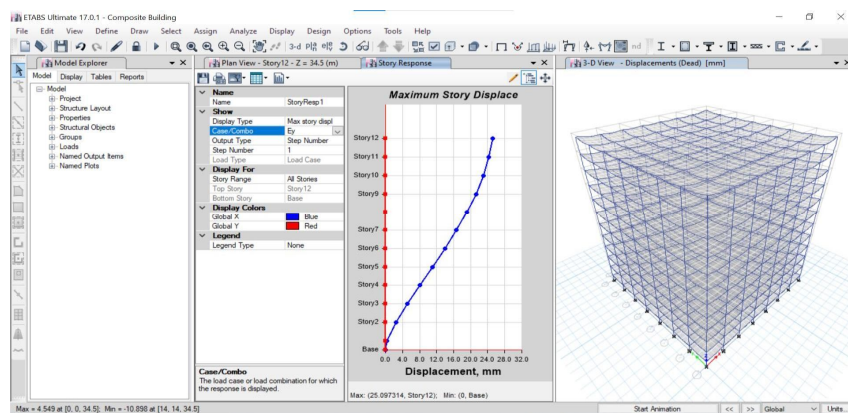 ETABS Ultimate 17.0.1 - Composite Building
File Edit View Define Draw Select Assign Analyze Display Design Options Tools Help
3-d
nd
Model Explorer
Model Display Tables Reports
Model
Project
Structure Layout
Properties
Structural Objects
Groups
Loads
Named Output Items
Named Plots
Plan View - Story12 - Z = 34.5 (m)
Story Response
Name
Name StoryResp1
Show
Display Type Max story displ
Case/Combo Ey
Output Type Step Number
Step Number 1
Load Type Load Case
Display For
Story Range All Stories
Top Story Story12
Bottom Story Base
Display Colors
Global X Blue
Global Y Red
Legend
Legend Type None
Case/Combo
The load case or load combination for which
the response is displayed.
Maximum Story Displace
Story12
Story11
Story10
Story9
Story7
Story6
Story5
Story4
Story3
Story2
Base
0.0 4.0 8.0 12.0 16.0 20.0 24.0 28.0 32.0
Displacement, mm
Max: (25.097314, Story12); Min: (0, Base)
3-D View - Displacements (Dead) [mm]
Max = 4.549 at [0, 0, 34.5]; Min = -10.898 at [14, 14, 34.5]
Start Animation << >> Global Units...